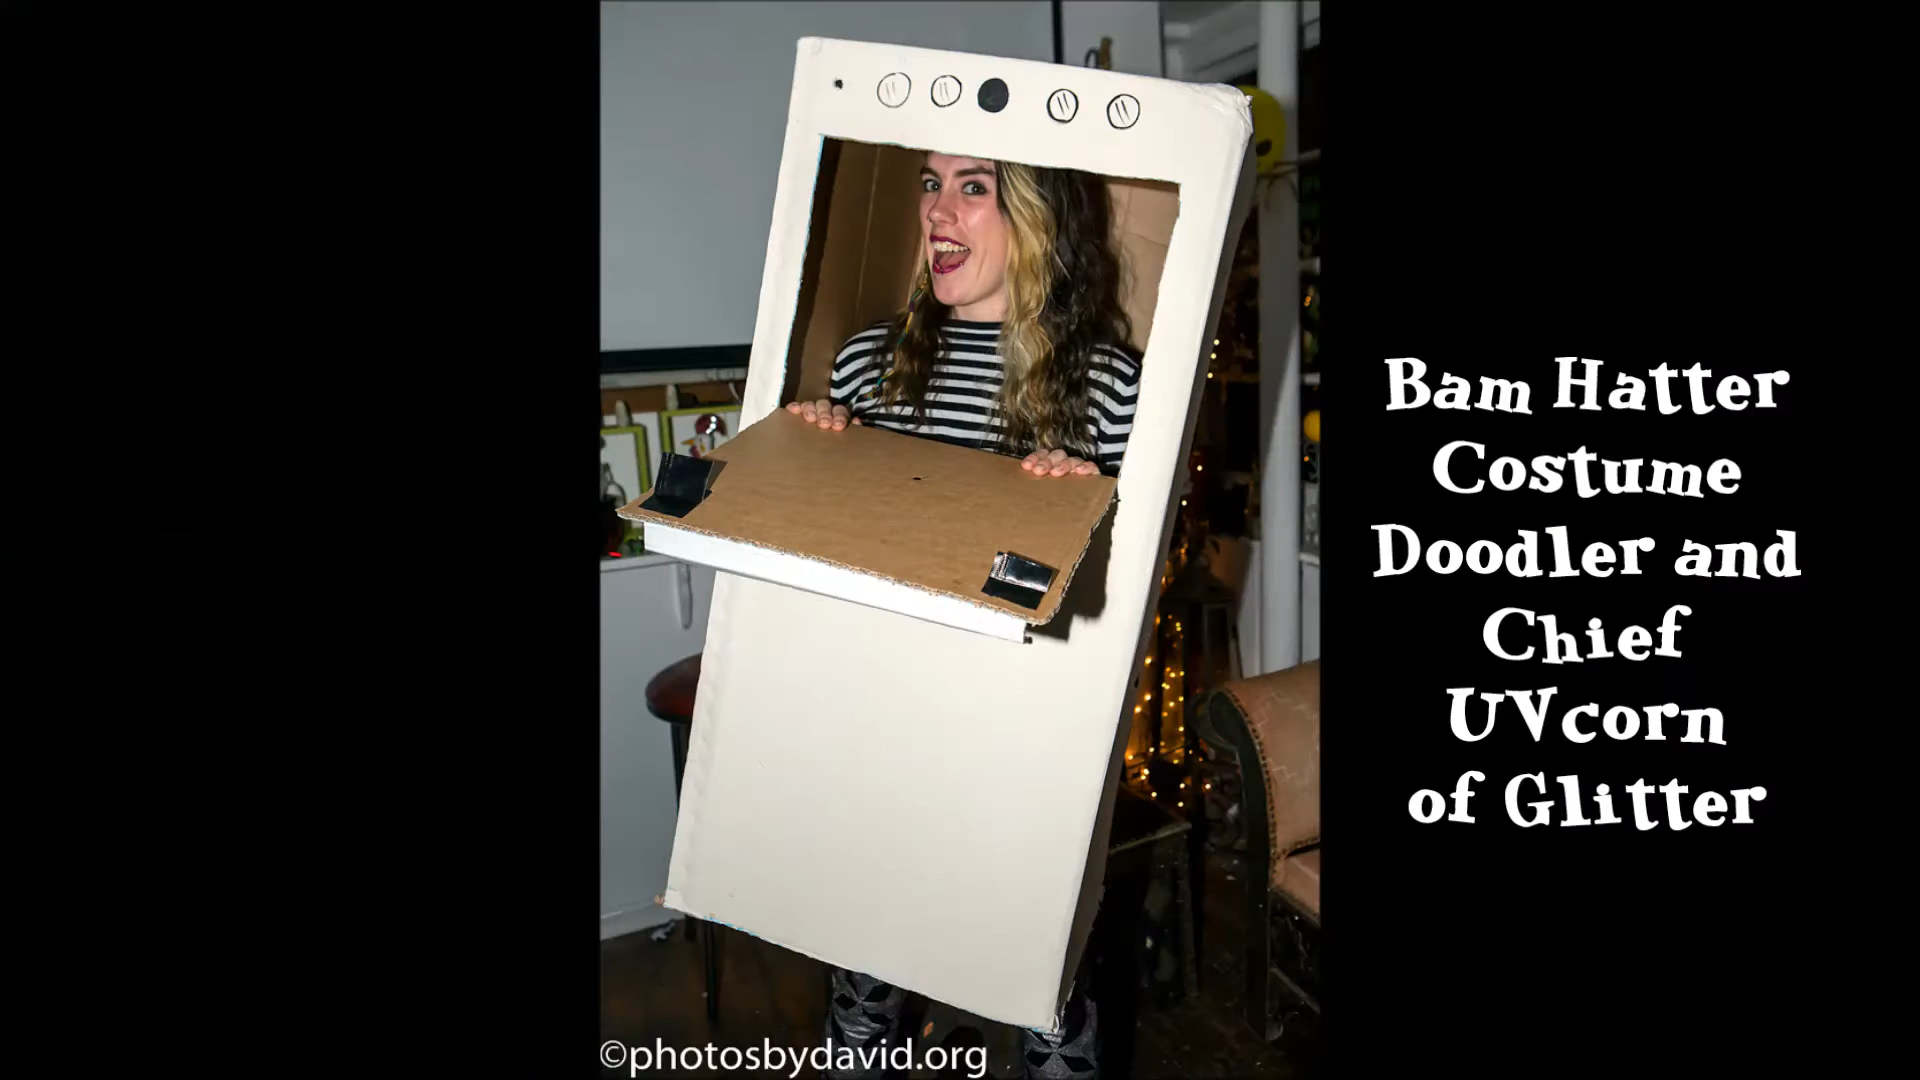 Bam Hatter
Costume
Doodler and
Chief
UVcorn
of Glitter
©photosbydavid.org